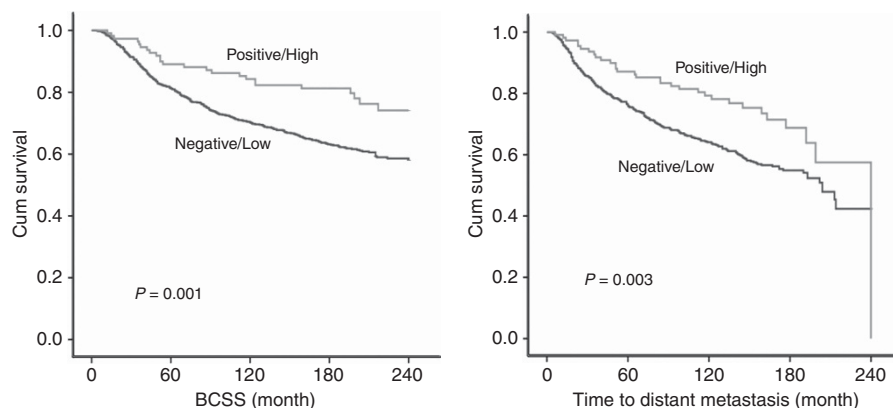 Cum survival
1.0
0.8
0.6
0.4
0.2
0.0
Positive/High
Negative/Low
P = 0.001
0 60 120 180 240
BCSS (month)
Cum survival
1.0
0.8
0.6
0.4
0.2
0.0
Positive/High
Negative/Low
P = 0.003
0 60 120 180 240
Time to distant metastasis (month)